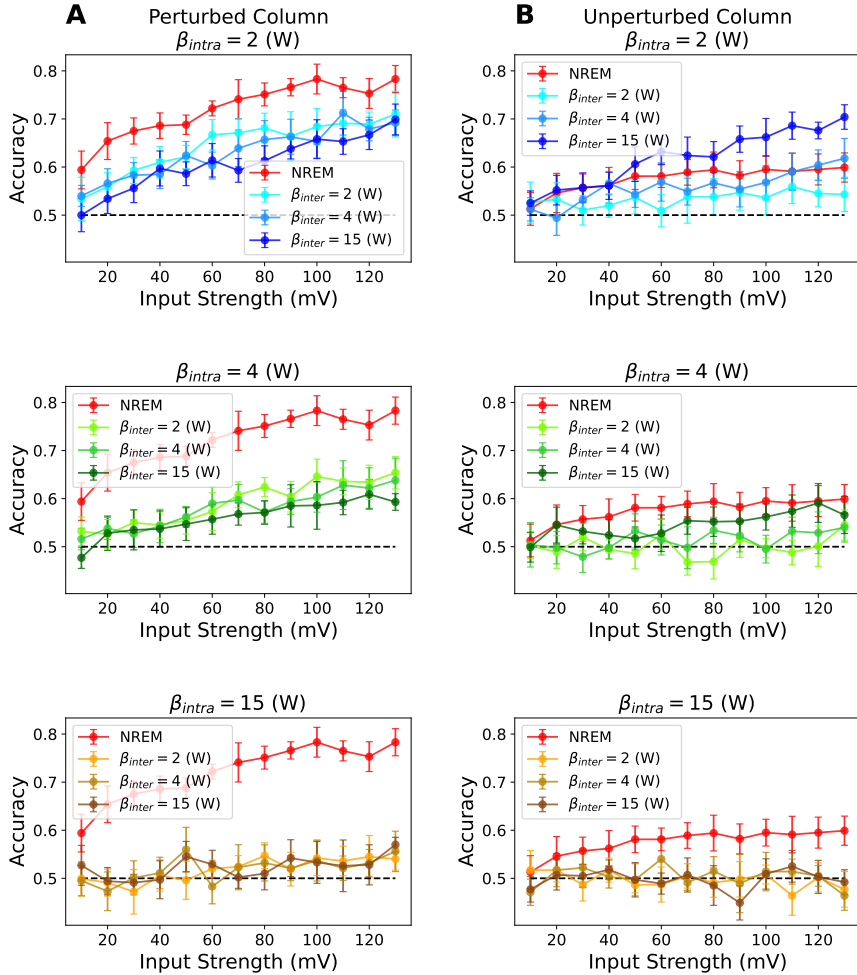 A
Perturbed Column
β_intra = 2 (W)
Accuracy
0.8
0.7
0.6
0.5
NREM
β_inter = 2 (W)
β_inter = 4 (W)
β_inter = 15 (W)
20 40 60 80 100 120
Input Strength (mV)
B
Unperturbed Column
β_intra = 2 (W)
Accuracy
0.8
0.7
0.6
0.5
NREM
β_inter = 2 (W)
β_inter = 4 (W)
β_inter = 15 (W)
20 40 60 80 100 120
Input Strength (mV)
β_intra = 4 (W)
Accuracy
0.8
0.7
0.6
0.5
NREM
β_inter = 2 (W)
β_inter = 4 (W)
β_inter = 15 (W)
20 40 60 80 100 120
Input Strength (mV)
β_intra = 4 (W)
Accuracy
0.8
0.7
0.6
0.5
NREM
β_inter = 2 (W)
β_inter = 4 (W)
β_inter = 15 (W)
20 40 60 80 100 120
Input Strength (mV)
β_intra = 15 (W)
Accuracy
0.8
0.7
0.6
0.5
NREM
β_inter = 2 (W)
β_inter = 4 (W)
β_inter = 15 (W)
20 40 60 80 100 120
Input Strength (mV)
β_intra = 15 (W)
Accuracy
0.8
0.7
0.6
0.5
NREM
β_inter = 2 (W)
β_inter = 4 (W)
β_inter = 15 (W)
20 40 60 80 100 120
Input Strength (mV)